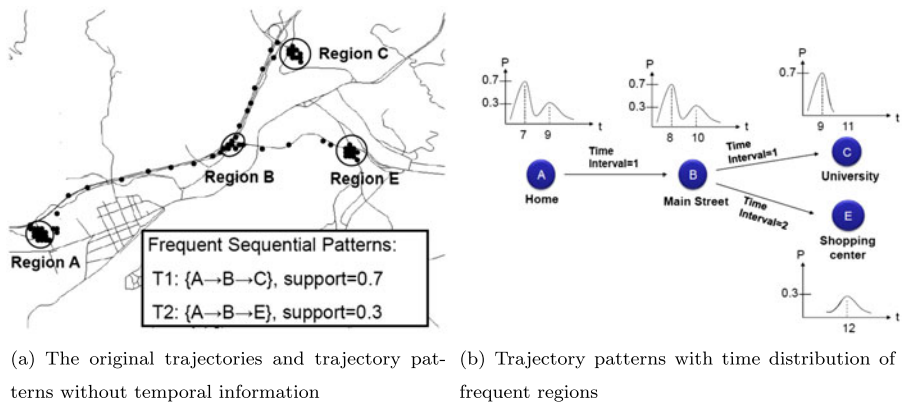 Region C
Region B
Region E
Region A
Frequent Sequential Patterns:
T1: {A→B→C}, support=0.7
T2: {A→B→E}, support=0.3
P
0.7
0.3
7 9
t
P
0.7
0.3
8 10
t
P
0.7
9 11
t
A
Home
Time
Interval=1
B
Main Street
Time
Interval=1
C
University
Time
Interval=2
E
Shopping
center
P
0.3
12
t
(a) The original trajectories and trajectory pat-
terns without temporal information
(b) Trajectory patterns with time distribution of
frequent regions